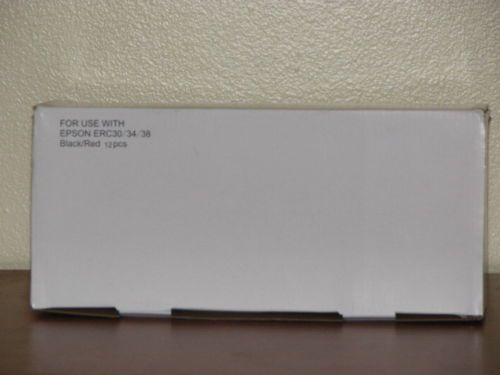 FOR USE WITH
EPSON ERC30/34/38
Black/Red 12pcs